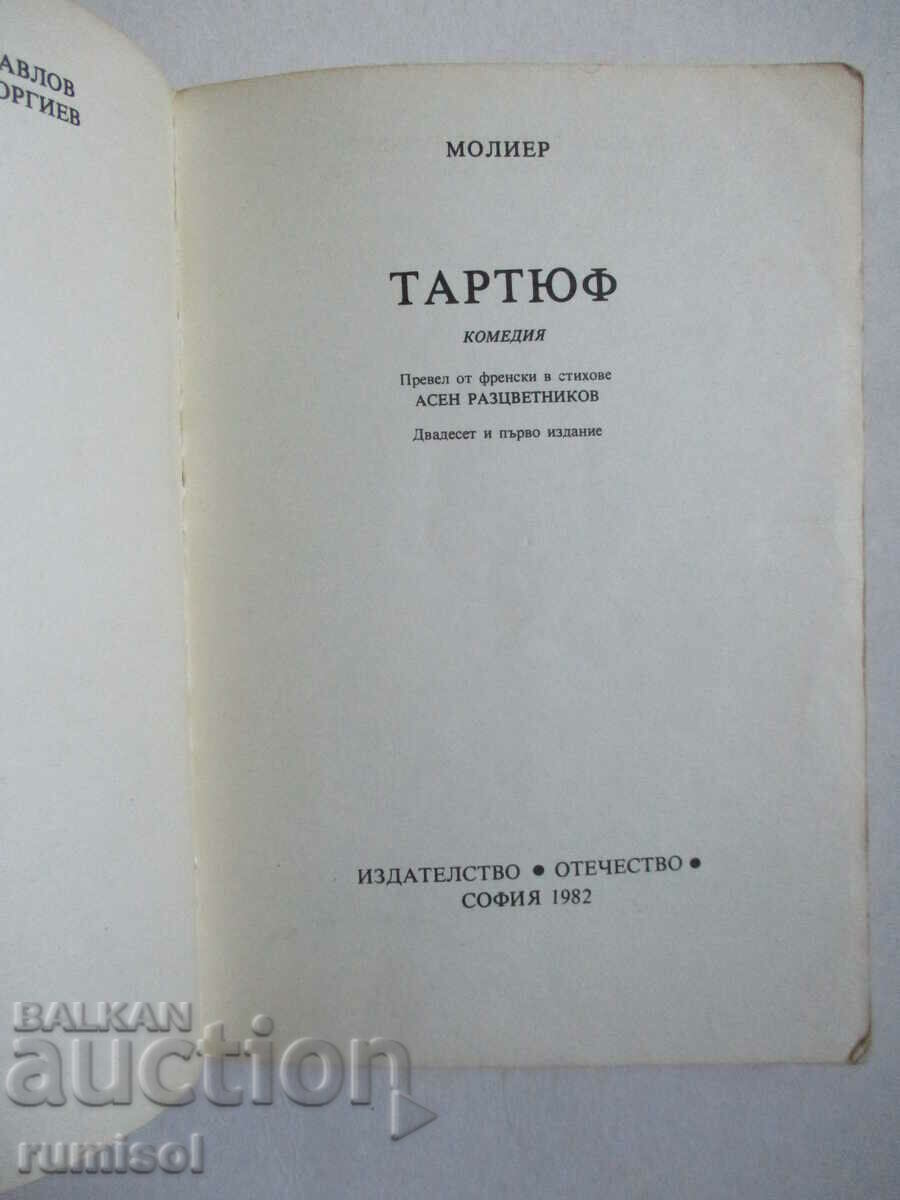 АВЛОВ
ОРГИЕВ
МОЛИЕР
ТАРТЮФ
КОМЕДИЯ
Превел от френски в стихове
АСЕН РАЗЦВЕТНИКОВ
Двадесет и първо издание
ИЗДАТЕЛСТВО • ОТЕЧЕСТВО •
СОФИЯ 1982
BALKAN
auction
rumisol